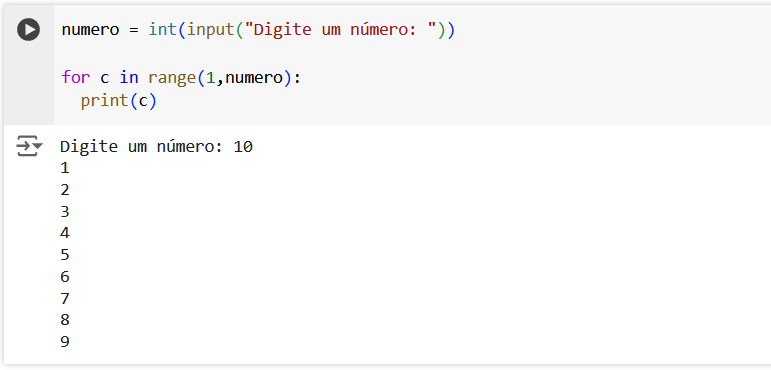 numero = int(input("Digite um número: "))
for c in range(1,numero):
  print(c)
Digite um número: 10
1
2
3
4
5
6
7
8
9